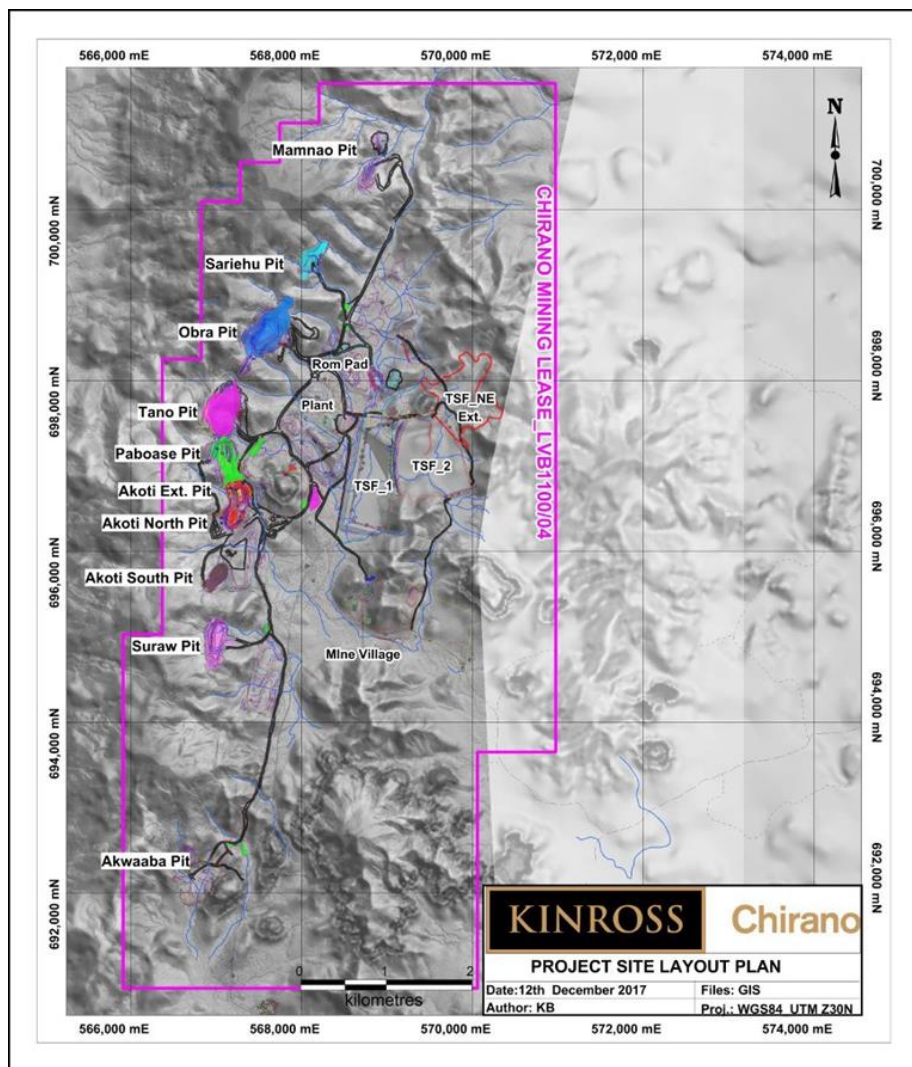 566,000 mE 568,000 mE 570,000 mE 572,000 mE 574,000 mE
N
Mamnao Pit
700,000 mN
700,000 mN
CHIRANO MINING LEASE_LVB1100/04
Sariehu Pit
Obra Pit
Rom Pad
698,000 mN
698,000 mN
TSF_NE
Ext.
Plant
Tano Pit
Paboase Pit
TSF_2
TSF_1
Akoti Ext. Pit
Akoti North Pit
696,000 mN
696,000 mN
Akoti South Pit
Suraw Pit
MIne Village
694,000 mN
694,000 mN
Akwaaba Pit
692,000 mN
692,000 mN
KINROSS Chirano
PROJECT SITE LAYOUT PLAN
Date:12th December 2017 Files: GIS
Author: KB Proj.: WGS84_UTM Z30N
0 1 2
kilometres
566,000 mE 568,000 mE 570,000 mE 572,000 mE 574,000 mE